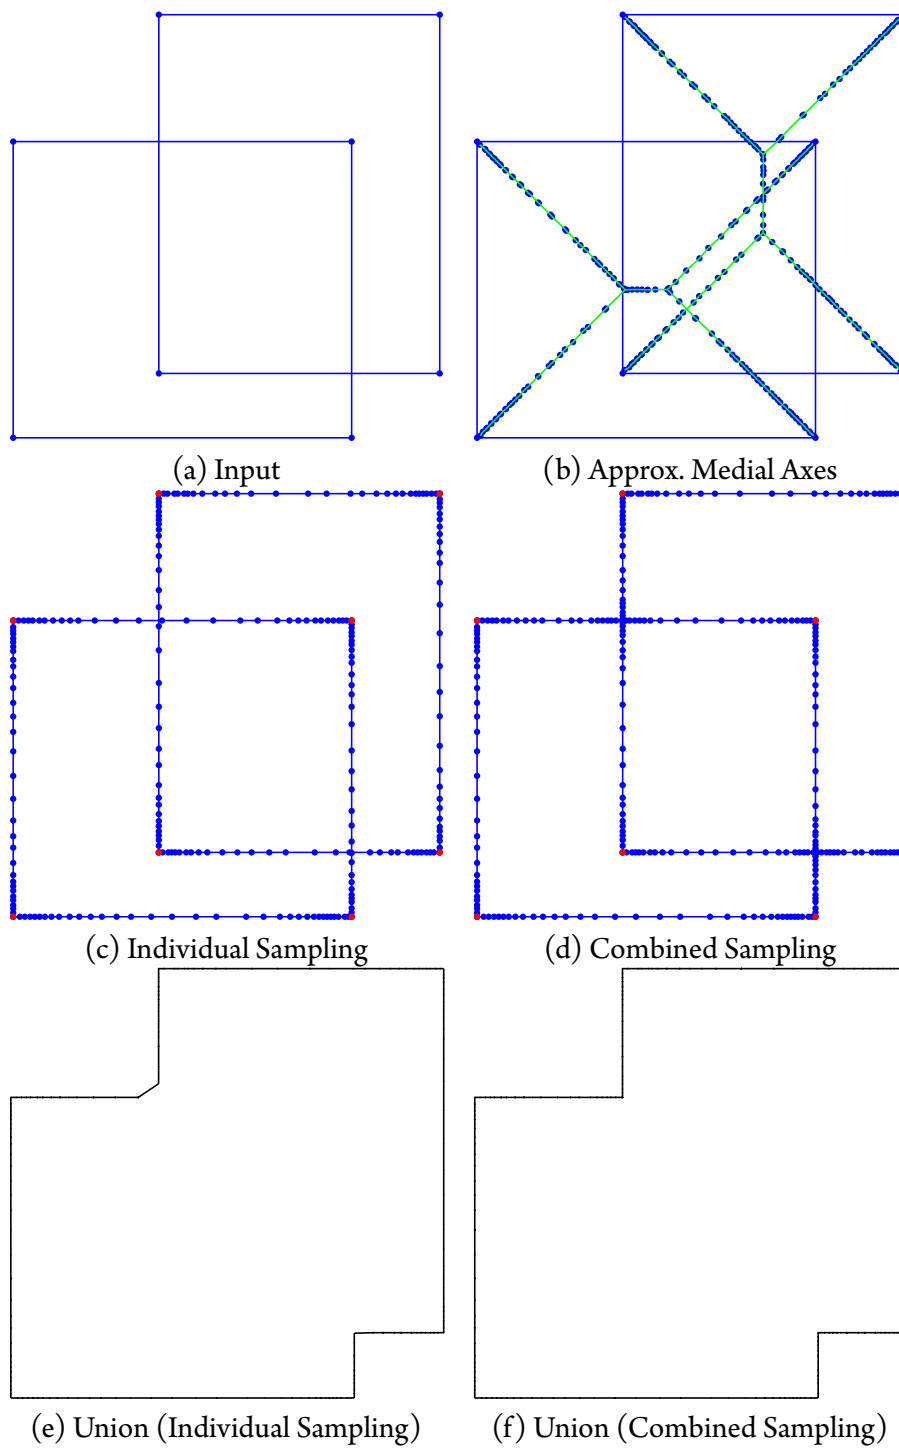 (a) Input
(b) Approx. Medial Axes
(c) Individual Sampling
(d) Combined Sampling
(e) Union (Individual Sampling)
(f) Union (Combined Sampling)